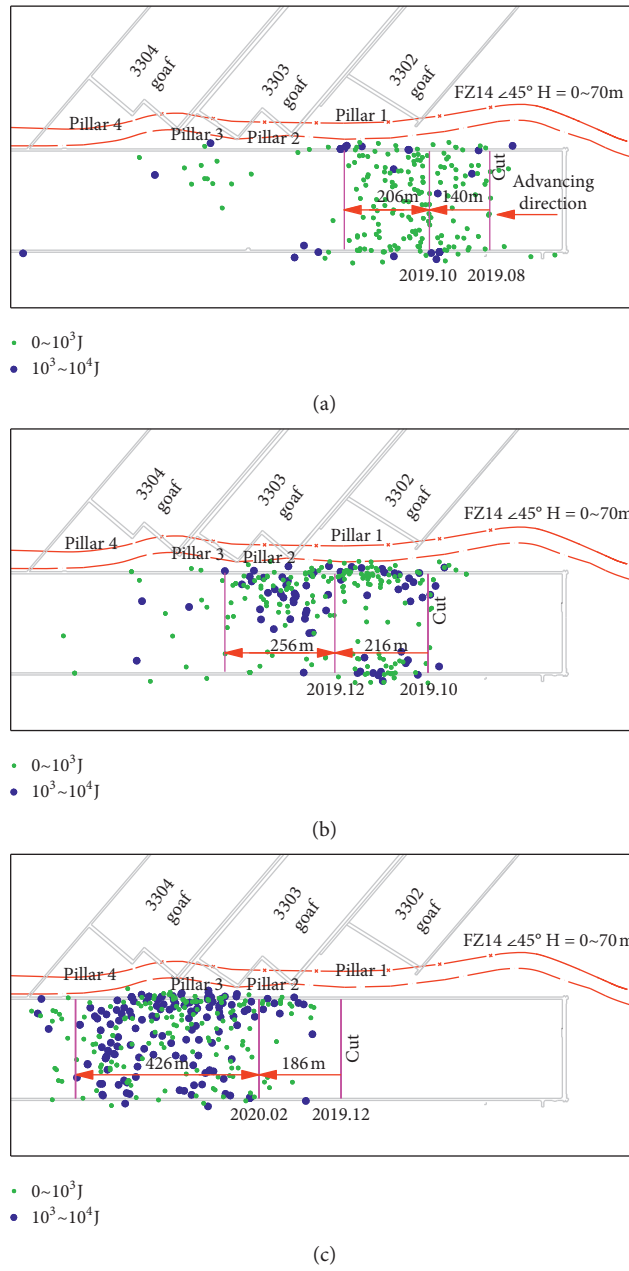 3304
goaf
3303
goaf
3302
goaf
FZ14 ∠45° H = 0~70m
Pillar 4
Pillar 3
Pillar 2
Pillar 1
Cut
Advancing
direction
206m
140m
2019.10
2019.08
0~10³J
10³~10⁴J
(a)
3304
goaf
3303
goaf
3302
goaf
FZ14 ∠45° H = 0~70m
Pillar 4
Pillar 3
Pillar 2
Pillar 1
Cut
256m
216m
2019.12
2019.10
0~10³J
10³~10⁴J
(b)
3304
goaf
3303
goaf
3302
goaf
FZ14 ∠45° H = 0~70m
Pillar 4
Pillar 3
Pillar 2
Pillar 1
Cut
426m
186m
2020.02
2019.12
0~10³J
10³~10⁴J
(c)